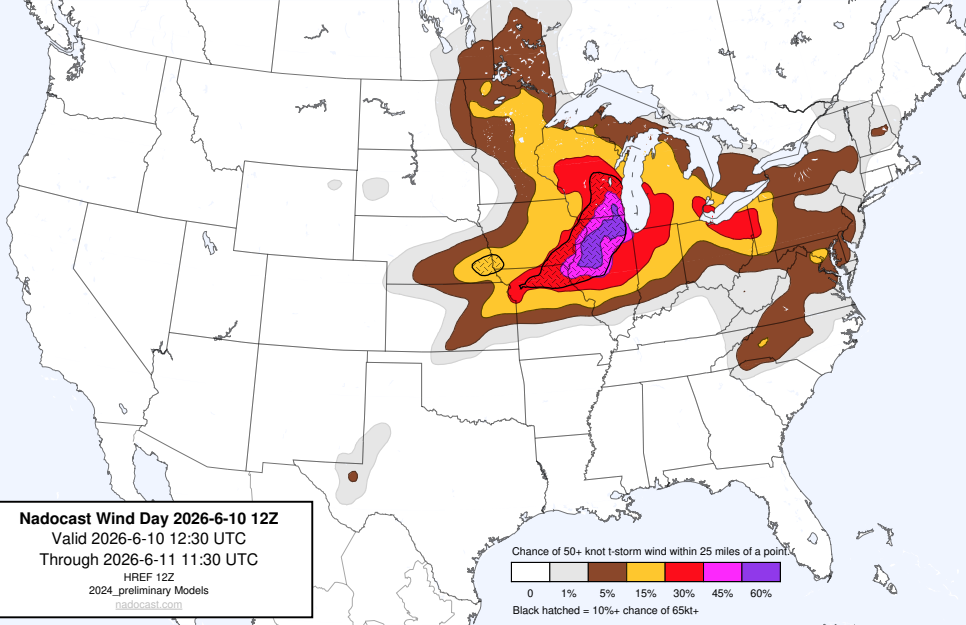 Nadocast Wind Day 2026-6-10 12Z
Valid 2026-6-10 12:30 UTC
Through 2026-6-11 11:30 UTC
HREF 12Z
2024_preliminary Models
nadocast.com
Chance of 50+ knot t-storm wind within 25 miles of a point.
0 1% 5% 15% 30% 45% 60%
Black hatched = 10%+ chance of 65kt+